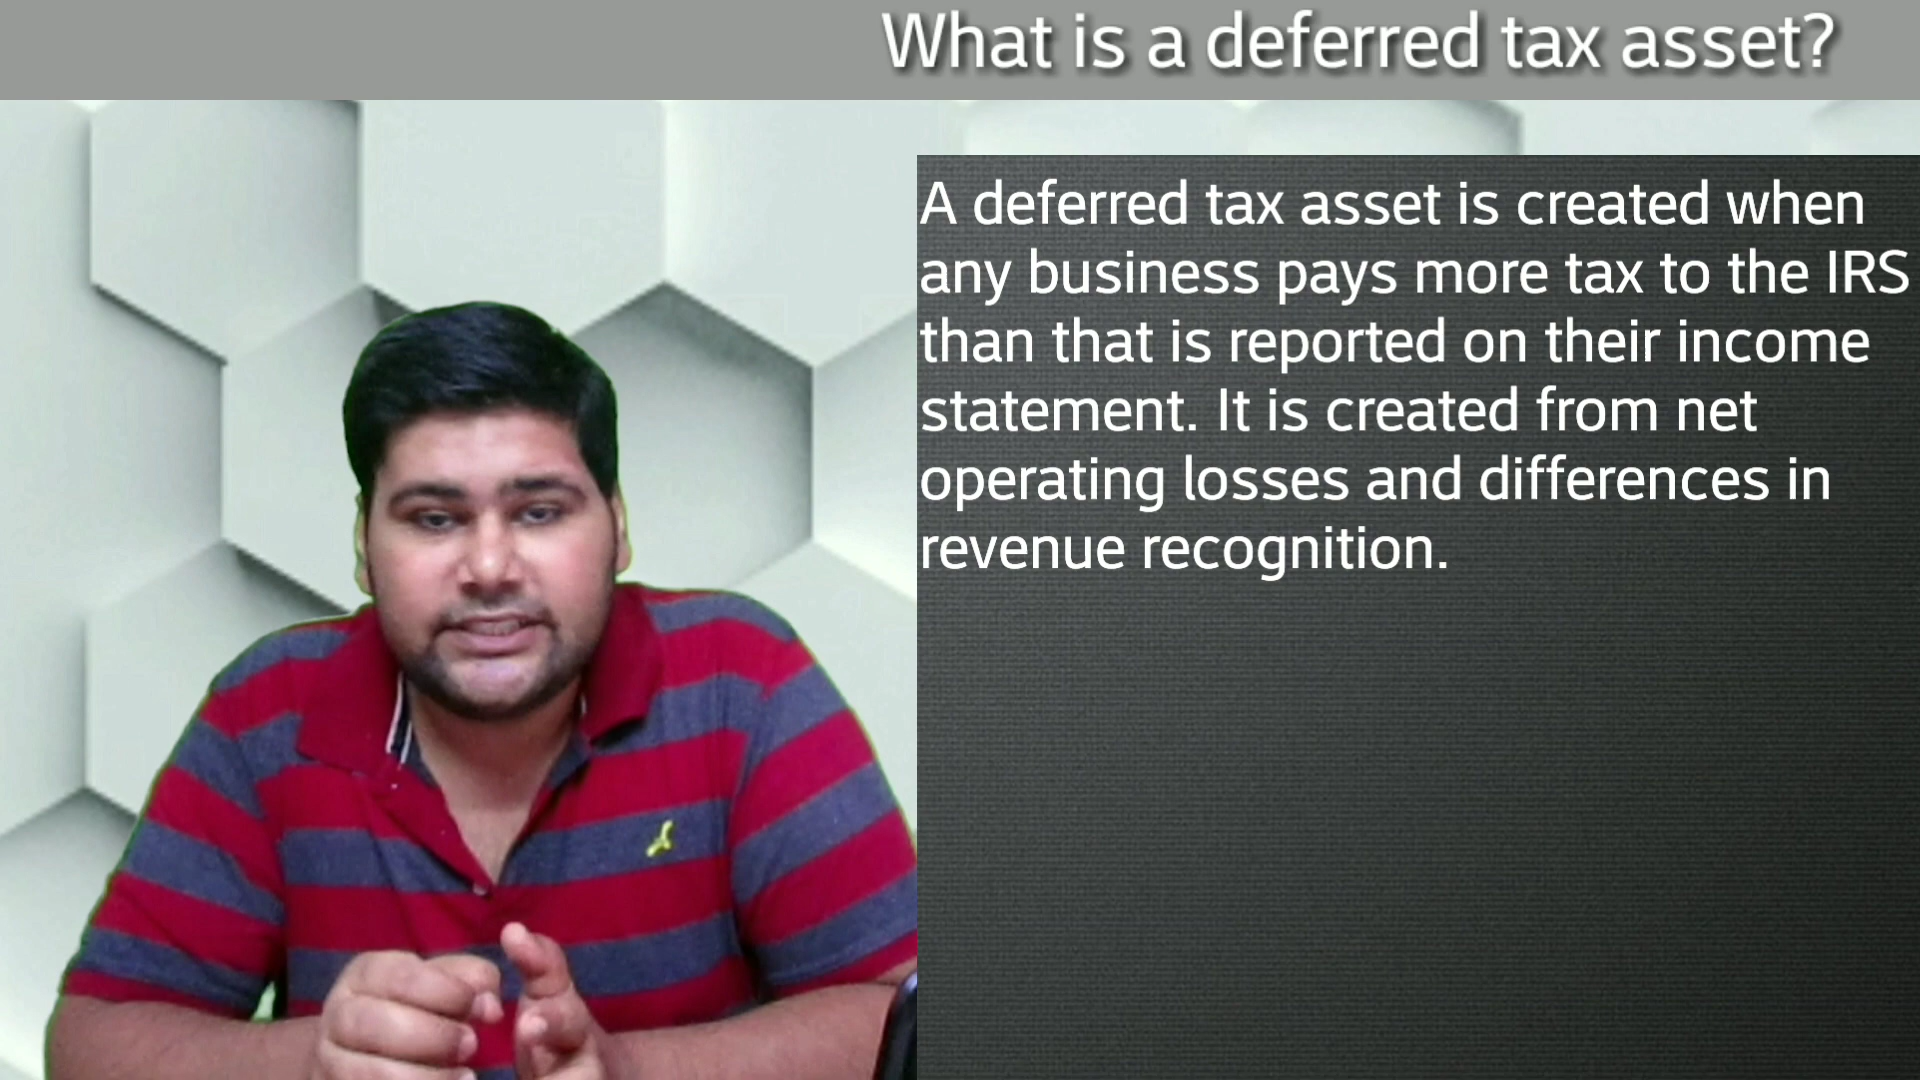 What is a deferred tax asset?
A deferred tax asset is created when
any business pays more tax to the IRS
than that is reported on their income
statement. It is created from net
operating losses and differences in
revenue recognition.